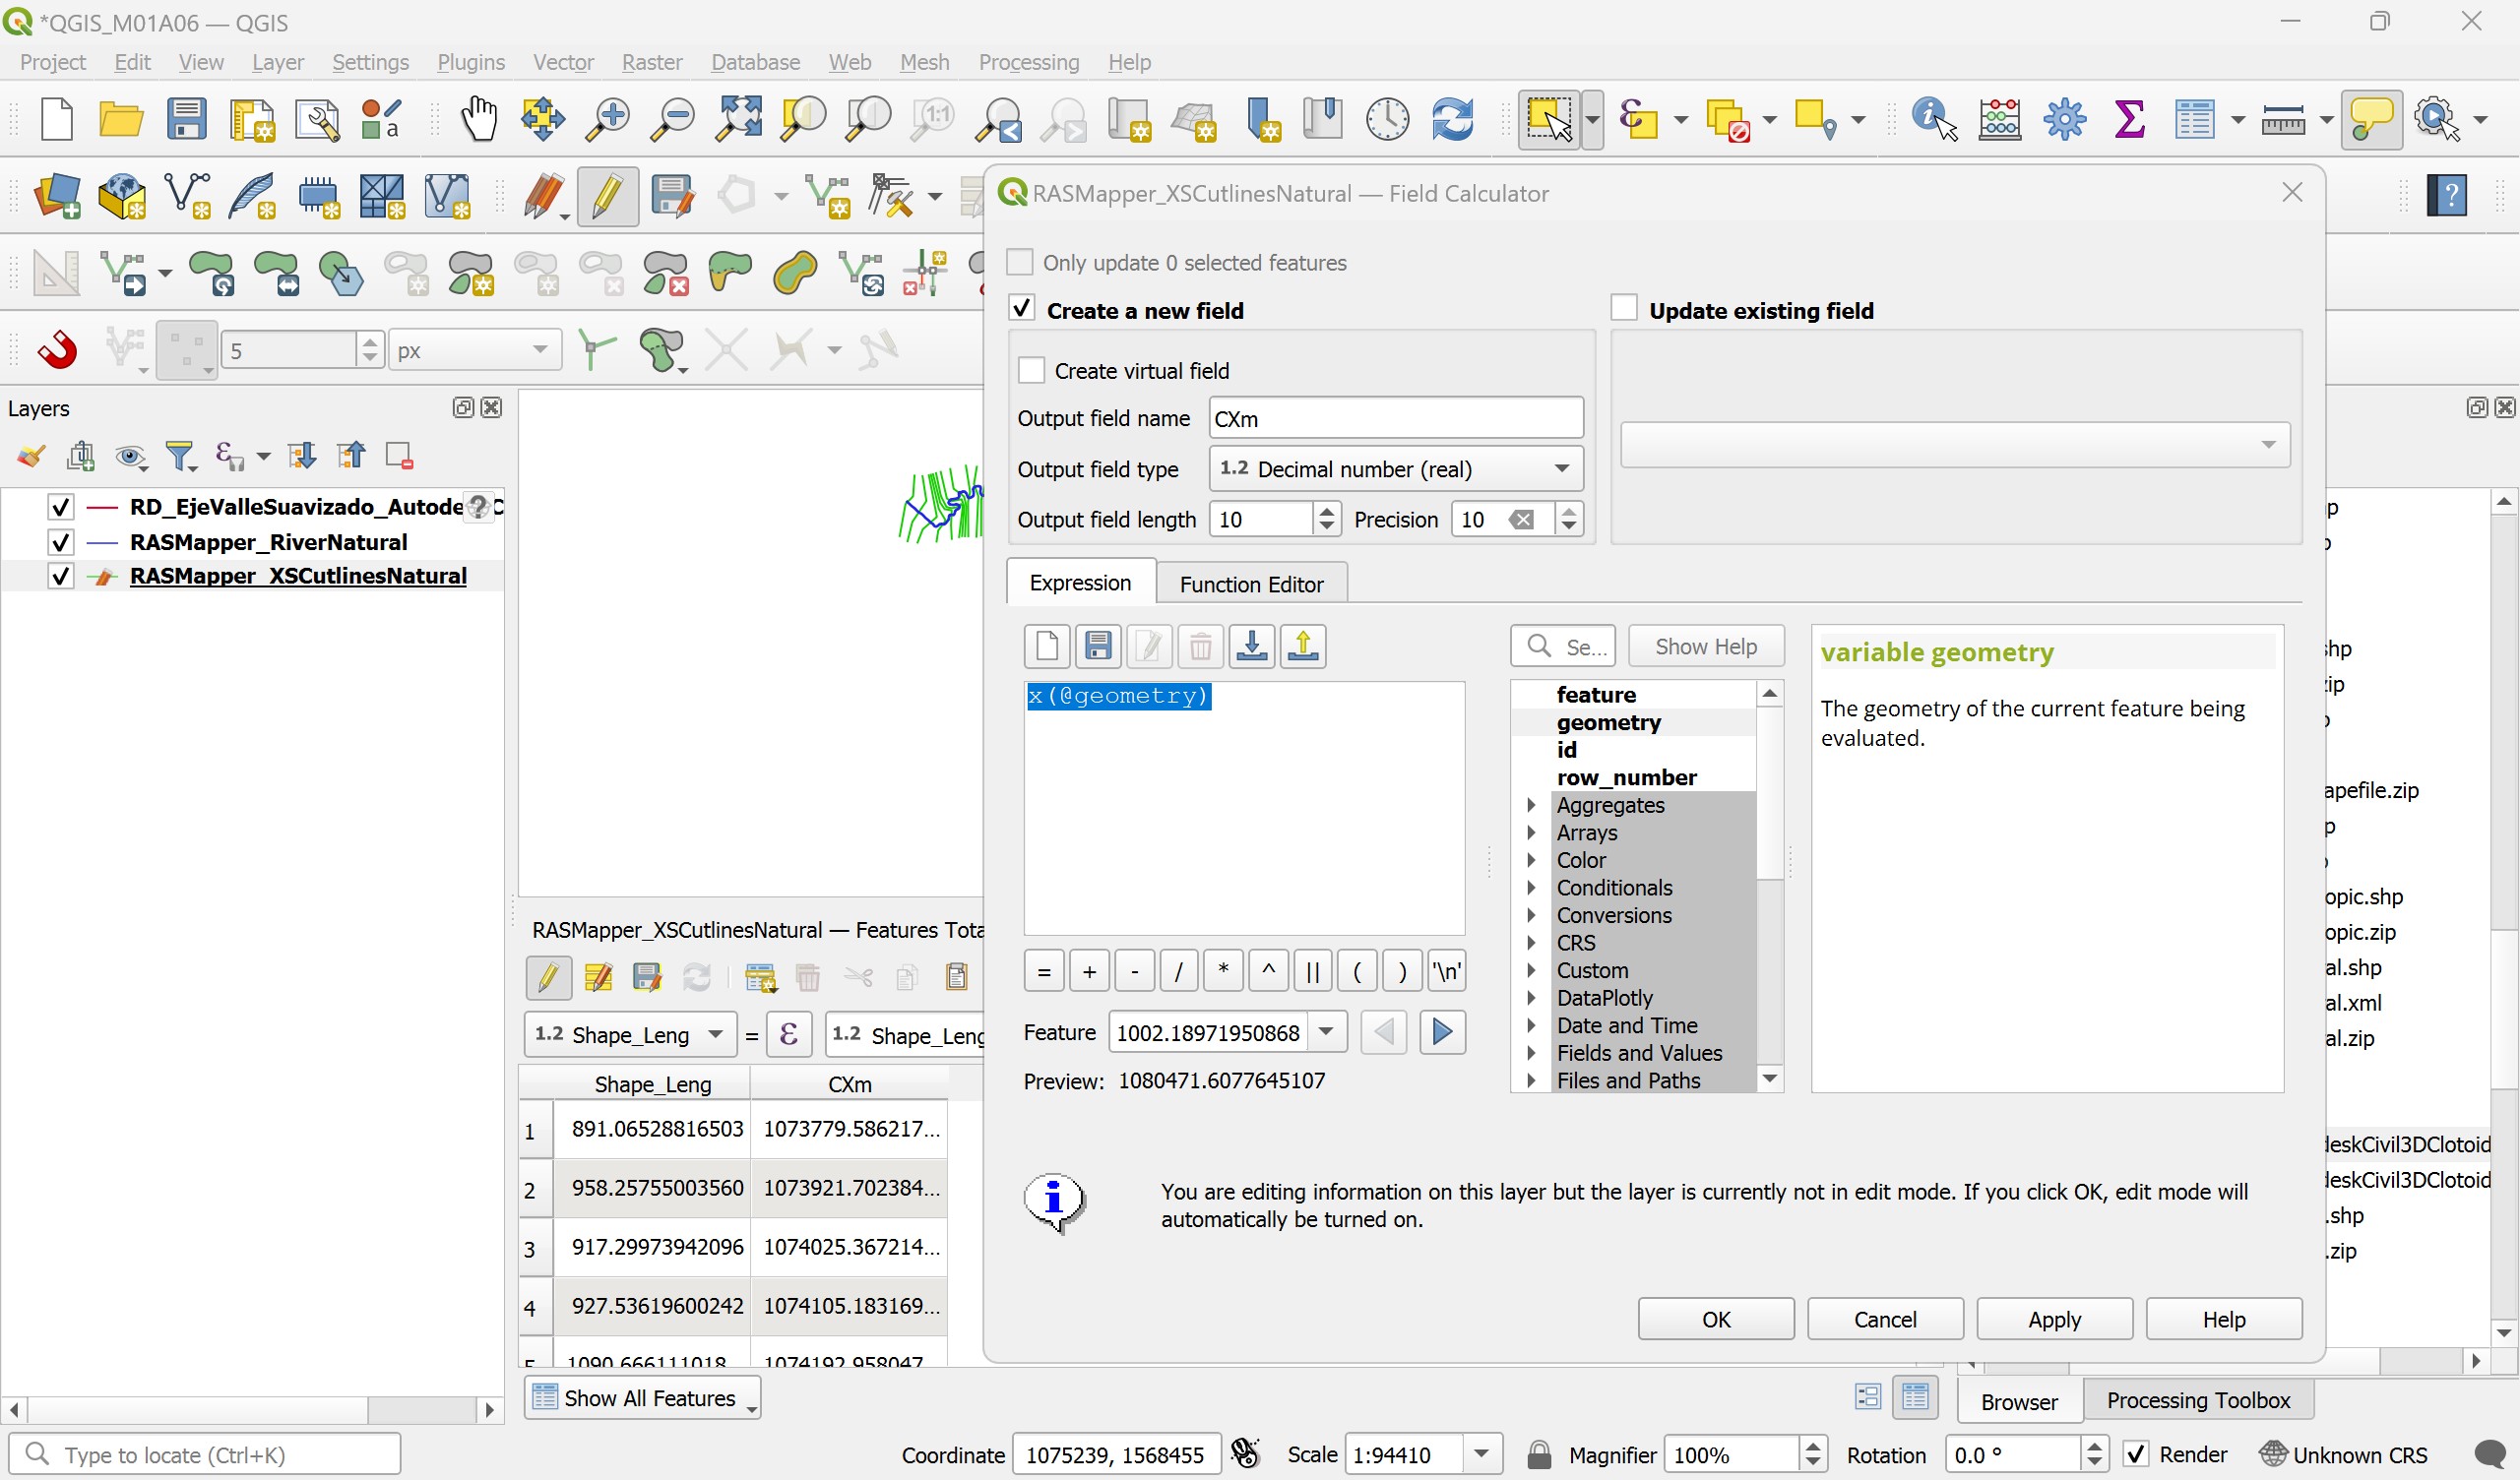 *QGIS_M01A06 — QGIS
Project Edit View Layer Settings Plugins Vector Raster Database Web Mesh Processing Help
RASMapper_XSCutlinesNatural — Field Calculator
Only update 0 selected features
Create a new field
Update existing field
5
px
Create virtual field
Layers
Output field name CXm
Output field type 1.2 Decimal number (real)
RD_EjeValleSuavizado_Autode C
Output field length 10 Precision 10
RASMapper_RiverNatural
RASMapper_XSCutlinesNatural
Expression Function Editor
Se... Show Help
variable geometry
x(@geometry)
feature
geometry
id
row_number
Aggregates
Arrays
Color
Conditionals
Conversions
CRS
Custom
DataPlotly
Date and Time
Fields and Values
Files and Paths
The geometry of the current feature being
evaluated.
RASMapper_XSCutlinesNatural — Features Tota
= + - / * ^ || ( ) '\n'
1.2 Shape_Leng = ε 1.2 Shape_Leng
Feature 1002.18971950868
Preview: 1080471.6077645107
Shape_Leng CXm
1 891.06528816503 1073779.586217...
2 958.25755003560 1073921.702384...
3 917.29973942096 1074025.367214...
4 927.53619600242 1074105.183169...
5 1090.666111018 1074192.958047
You are editing information on this layer but the layer is currently not in edit mode. If you click OK, edit mode will
automatically be turned on.
OK Cancel Apply Help
shp
ip
apefile.zip
opic.shp
opic.zip
al.shp
al.xml
al.zip
deskCivil3DClotoid
deskCivil3DClotoid
.shp
.zip
Show All Features
Browser Processing Toolbox
Type to locate (Ctrl+K) Coordinate 1075239, 1568455 Scale 1:94410 Magnifier 100% Rotation 0.0 ° Render Unknown CRS